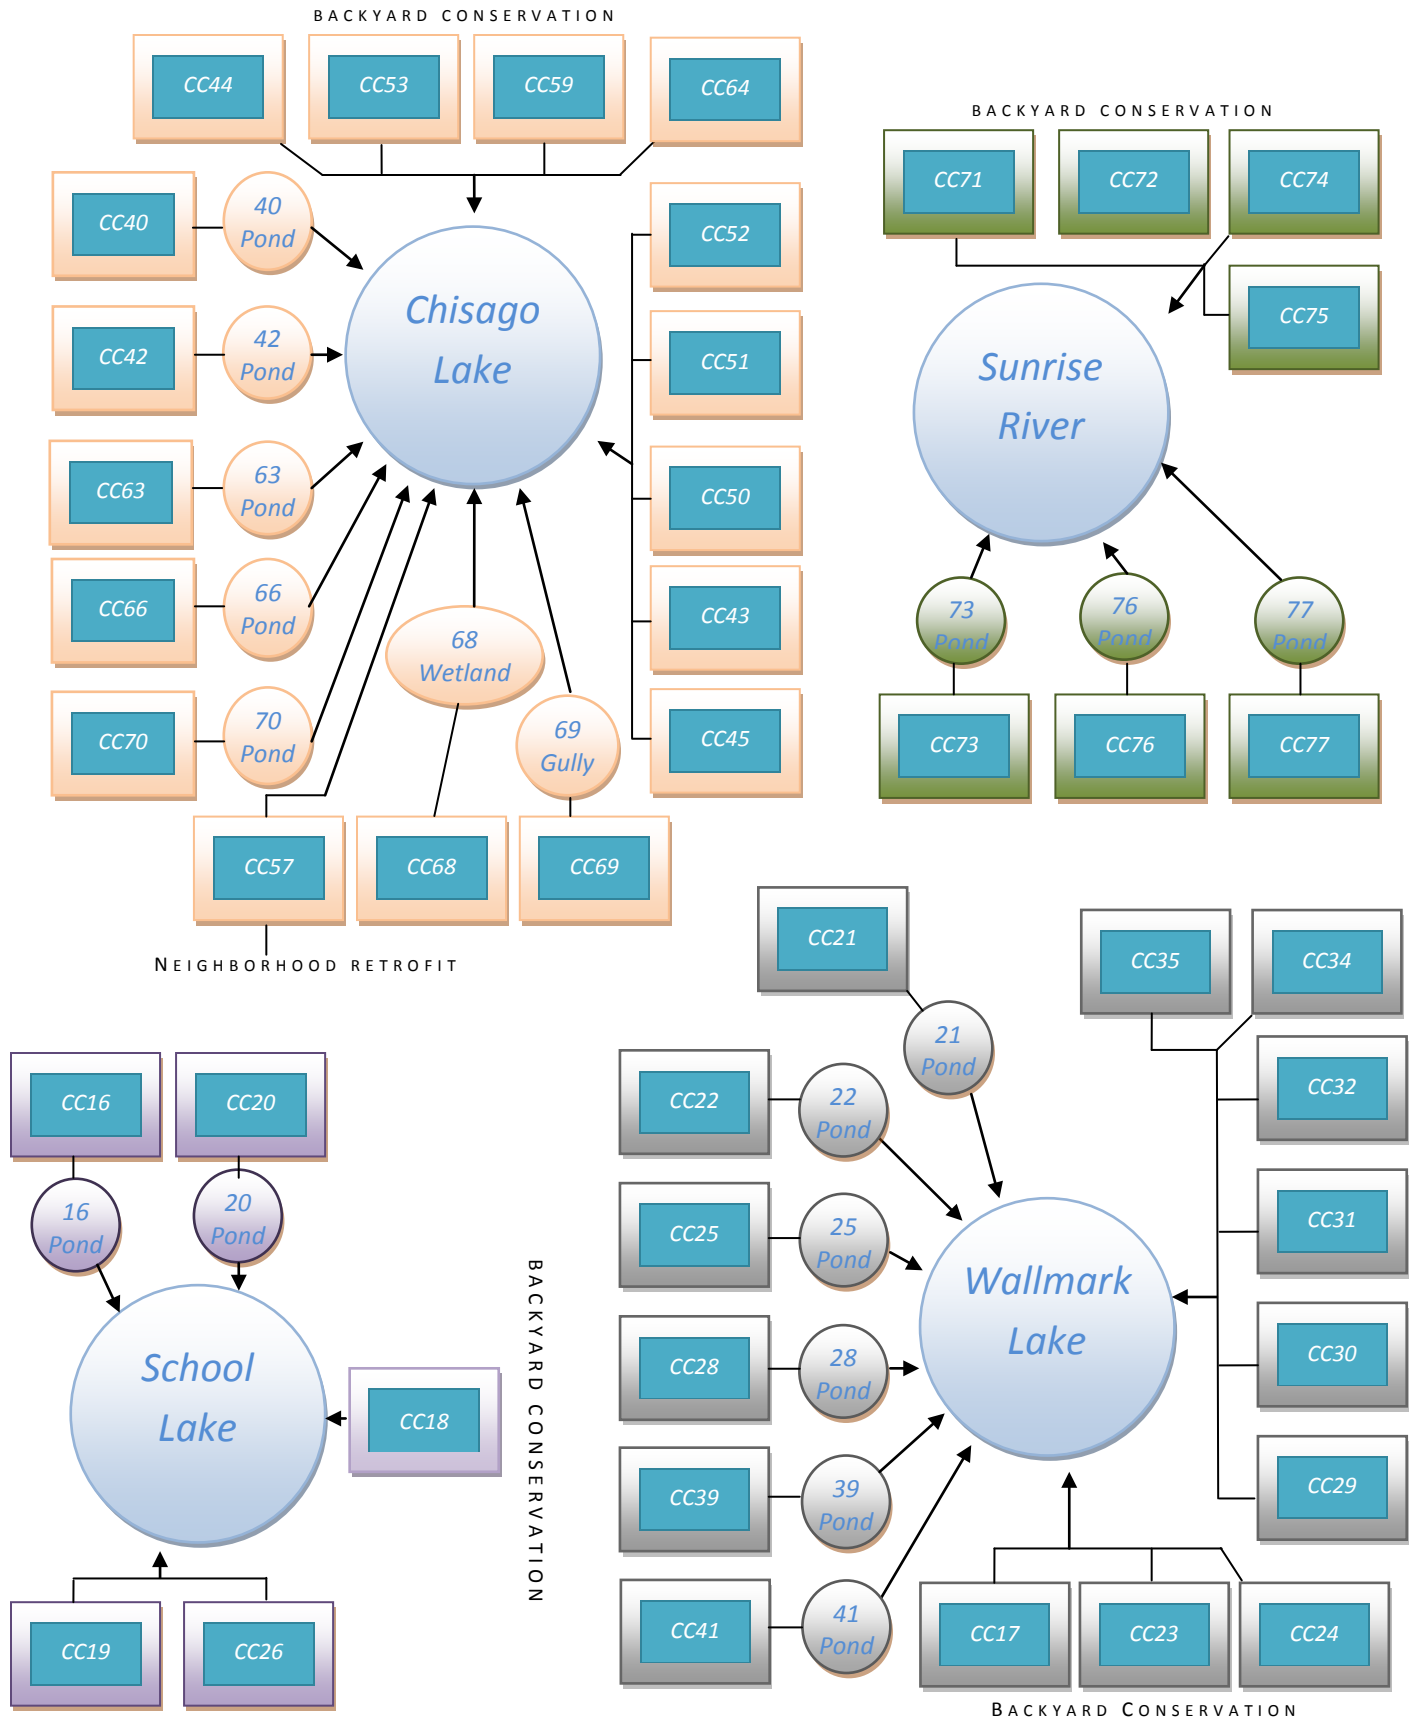 BACKYARD CONSERVATION
CC44
CC53
CC59
CC64
CC40
40
Pond
CC42
42
Pond
CC63
63
Pond
CC66
66
Pond
CC70
70
Pond
Chisago
Lake
CC52
CC51
CC50
CC43
CC45
68
Wetland
69
Gully
CC57
CC68
CC69
NEIGHBORHOOD RETROFIT
BACKYARD CONSERVATION
CC71
CC72
CC74
CC75
Sunrise
River
73
Pond
76
Pond
77
Pond
CC73
CC76
CC77
CC16
CC20
16
Pond
20
Pond
School
Lake
CC18
CC19
CC26
BACKYARD CONSERVATION
CC21
21
Pond
CC22
22
Pond
CC25
25
Pond
CC28
28
Pond
CC39
39
Pond
CC41
41
Pond
Wallmark
Lake
CC35
CC34
CC32
CC31
CC30
CC29
CC17
CC23
CC24
BACKYARD CONSERVATION